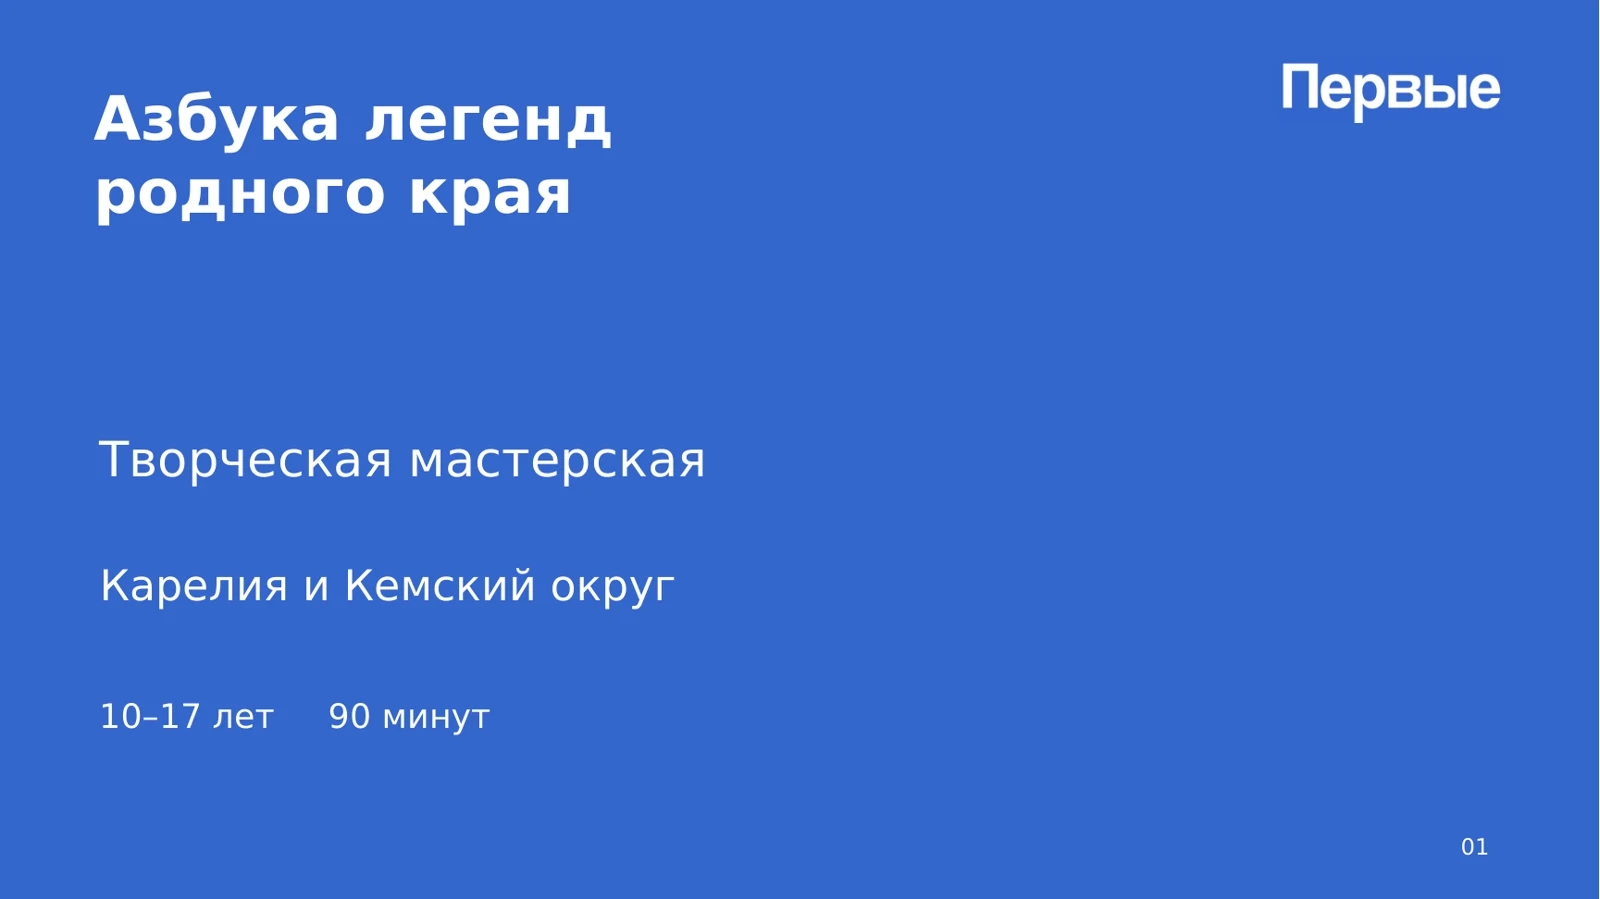 Первые
Азбука легенд
родного края
Творческая мастерская
Карелия и Кемский округ
10–17 лет 90 минут
01